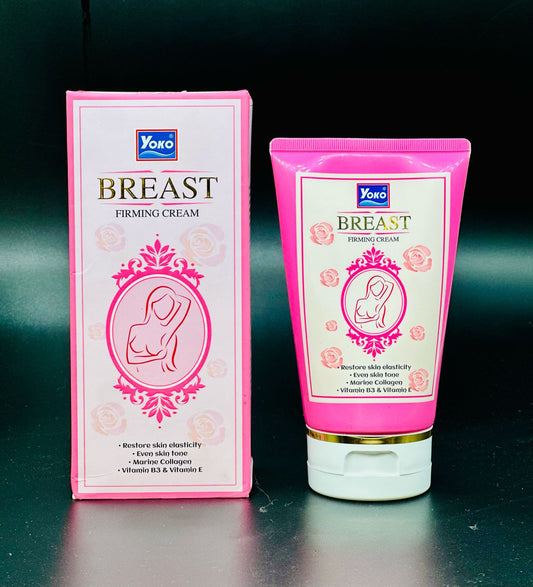 YOKO®
BREAST
FIRMING CREAM
• Restore skin elasticity
• Even skin tone
• Marine Collagen
• Vitamin B3 & Vitamin E
YOKO®
BREAST
FIRMING CREAM
• Restore skin elasticity
• Even skin tone
• Marine Collagen
• Vitamin B3 & Vitamin E